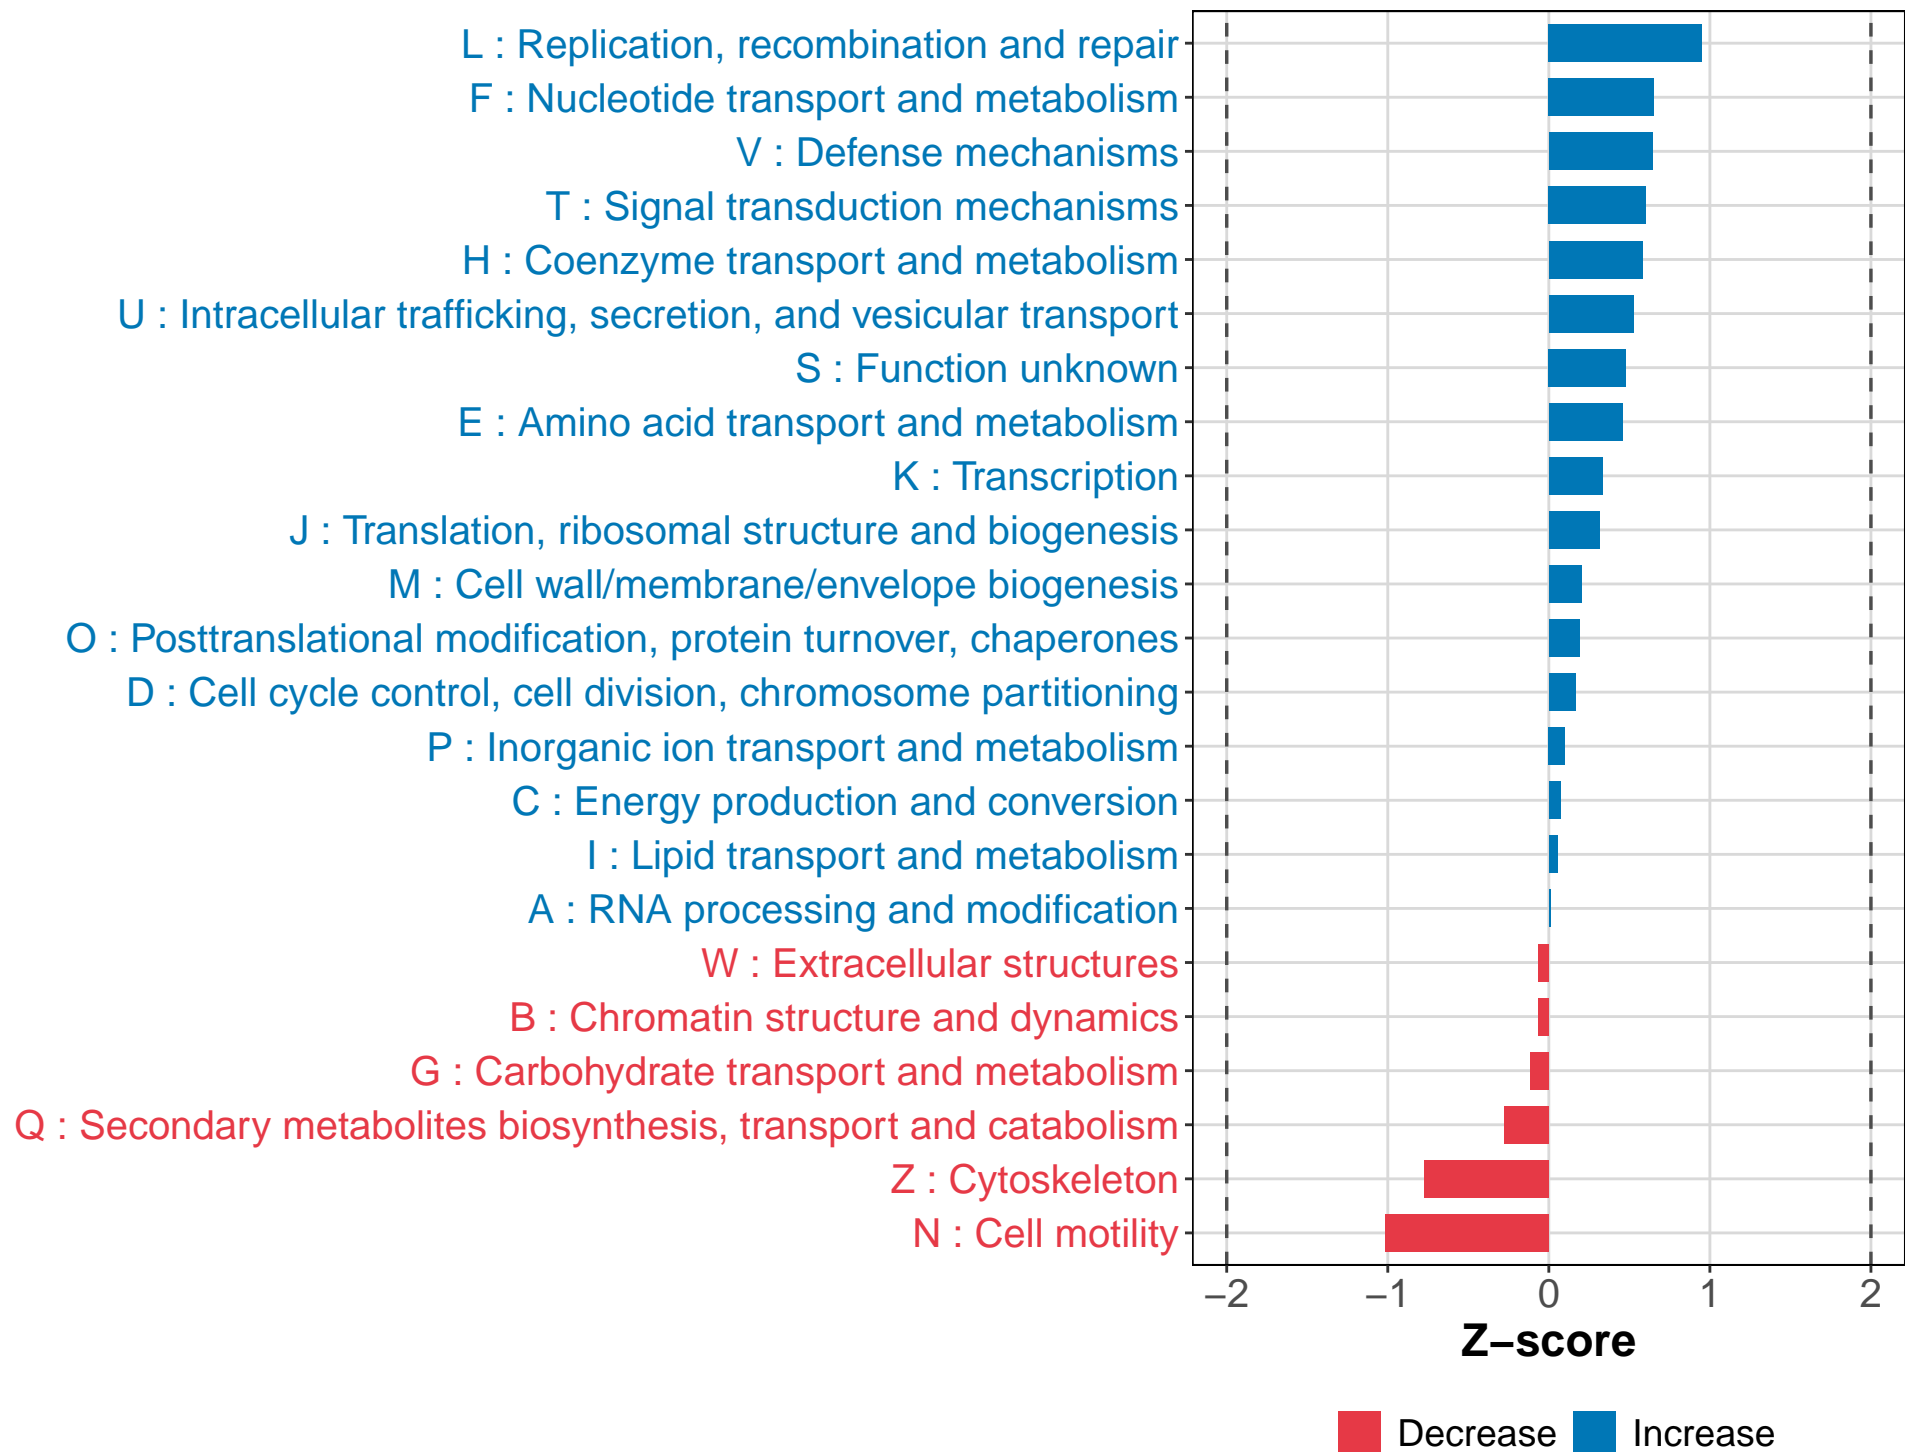 L : Replication, recombination and repair
F : Nucleotide transport and metabolism
V : Defense mechanisms
T : Signal transduction mechanisms
H : Coenzyme transport and metabolism
U : Intracellular trafficking, secretion, and vesicular transport
S : Function unknown
E : Amino acid transport and metabolism
K : Transcription
J : Translation, ribosomal structure and biogenesis
M : Cell wall/membrane/envelope biogenesis
O : Posttranslational modification, protein turnover, chaperones
D : Cell cycle control, cell division, chromosome partitioning
P : Inorganic ion transport and metabolism
C : Energy production and conversion
I : Lipid transport and metabolism
A : RNA processing and modification
W : Extracellular structures
B : Chromatin structure and dynamics
G : Carbohydrate transport and metabolism
Q : Secondary metabolites biosynthesis, transport and catabolism
Z : Cytoskeleton
N : Cell motility
−2 −1 0 1 2
Z−score
Decrease Increase